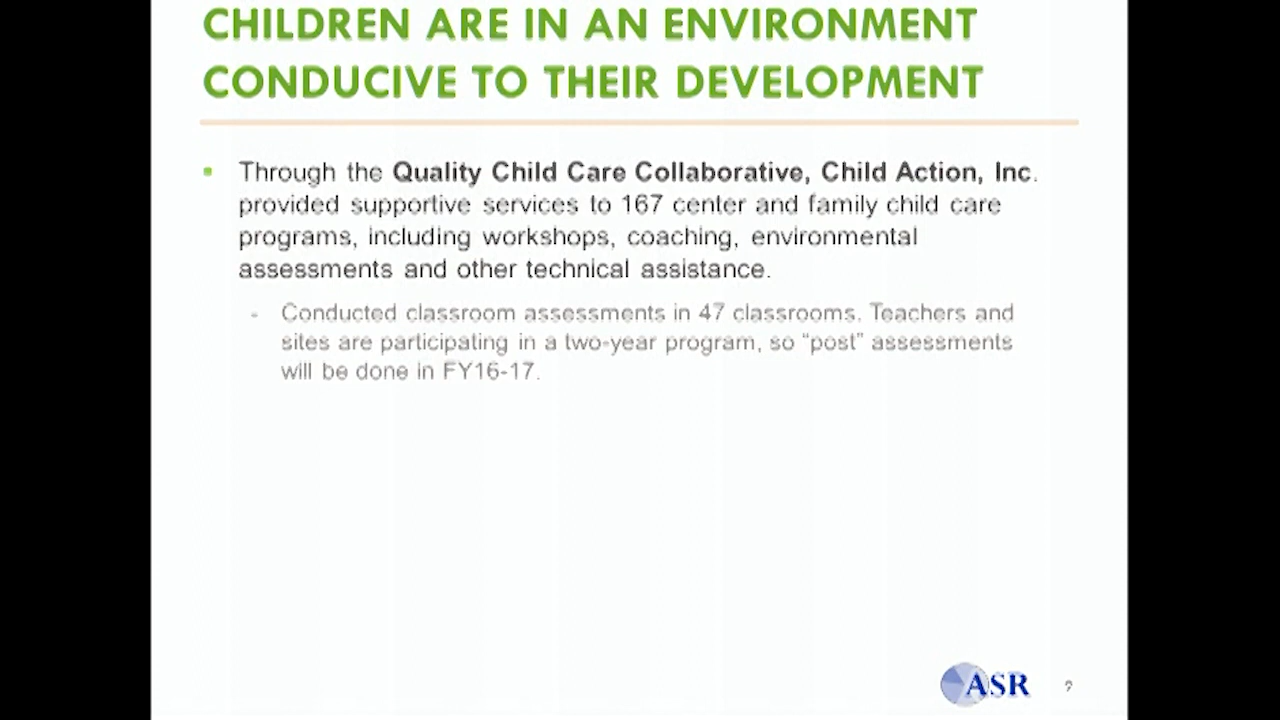 CHILDREN ARE IN AN ENVIRONMENT
CONDUCIVE TO THEIR DEVELOPMENT
Through the Quality Child Care Collaborative, Child Action, Inc.
provided supportive services to 167 center and family child care
programs, including workshops, coaching, environmental
assessments and other technical assistance.
- Conducted classroom assessments in 47 classrooms. Teachers and
sites are participating in a two-year program, so “post” assessments
will be done in FY16-17.
ASR